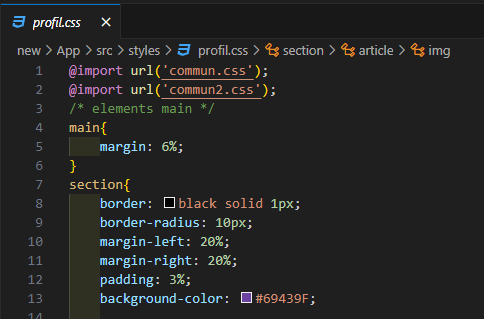 profil.css
new > App > src > styles > profil.css > section > article > img
1 @import url('commun.css');
2 @import url('commun2.css');
3 /* elements main */
4 main{
5 margin: 6%;
6 }
7 section{
8 border: black solid 1px;
9 border-radius: 10px;
10 margin-left: 20%;
11 margin-right: 20%;
12 padding: 3%;
13 background-color: #69439F;
14